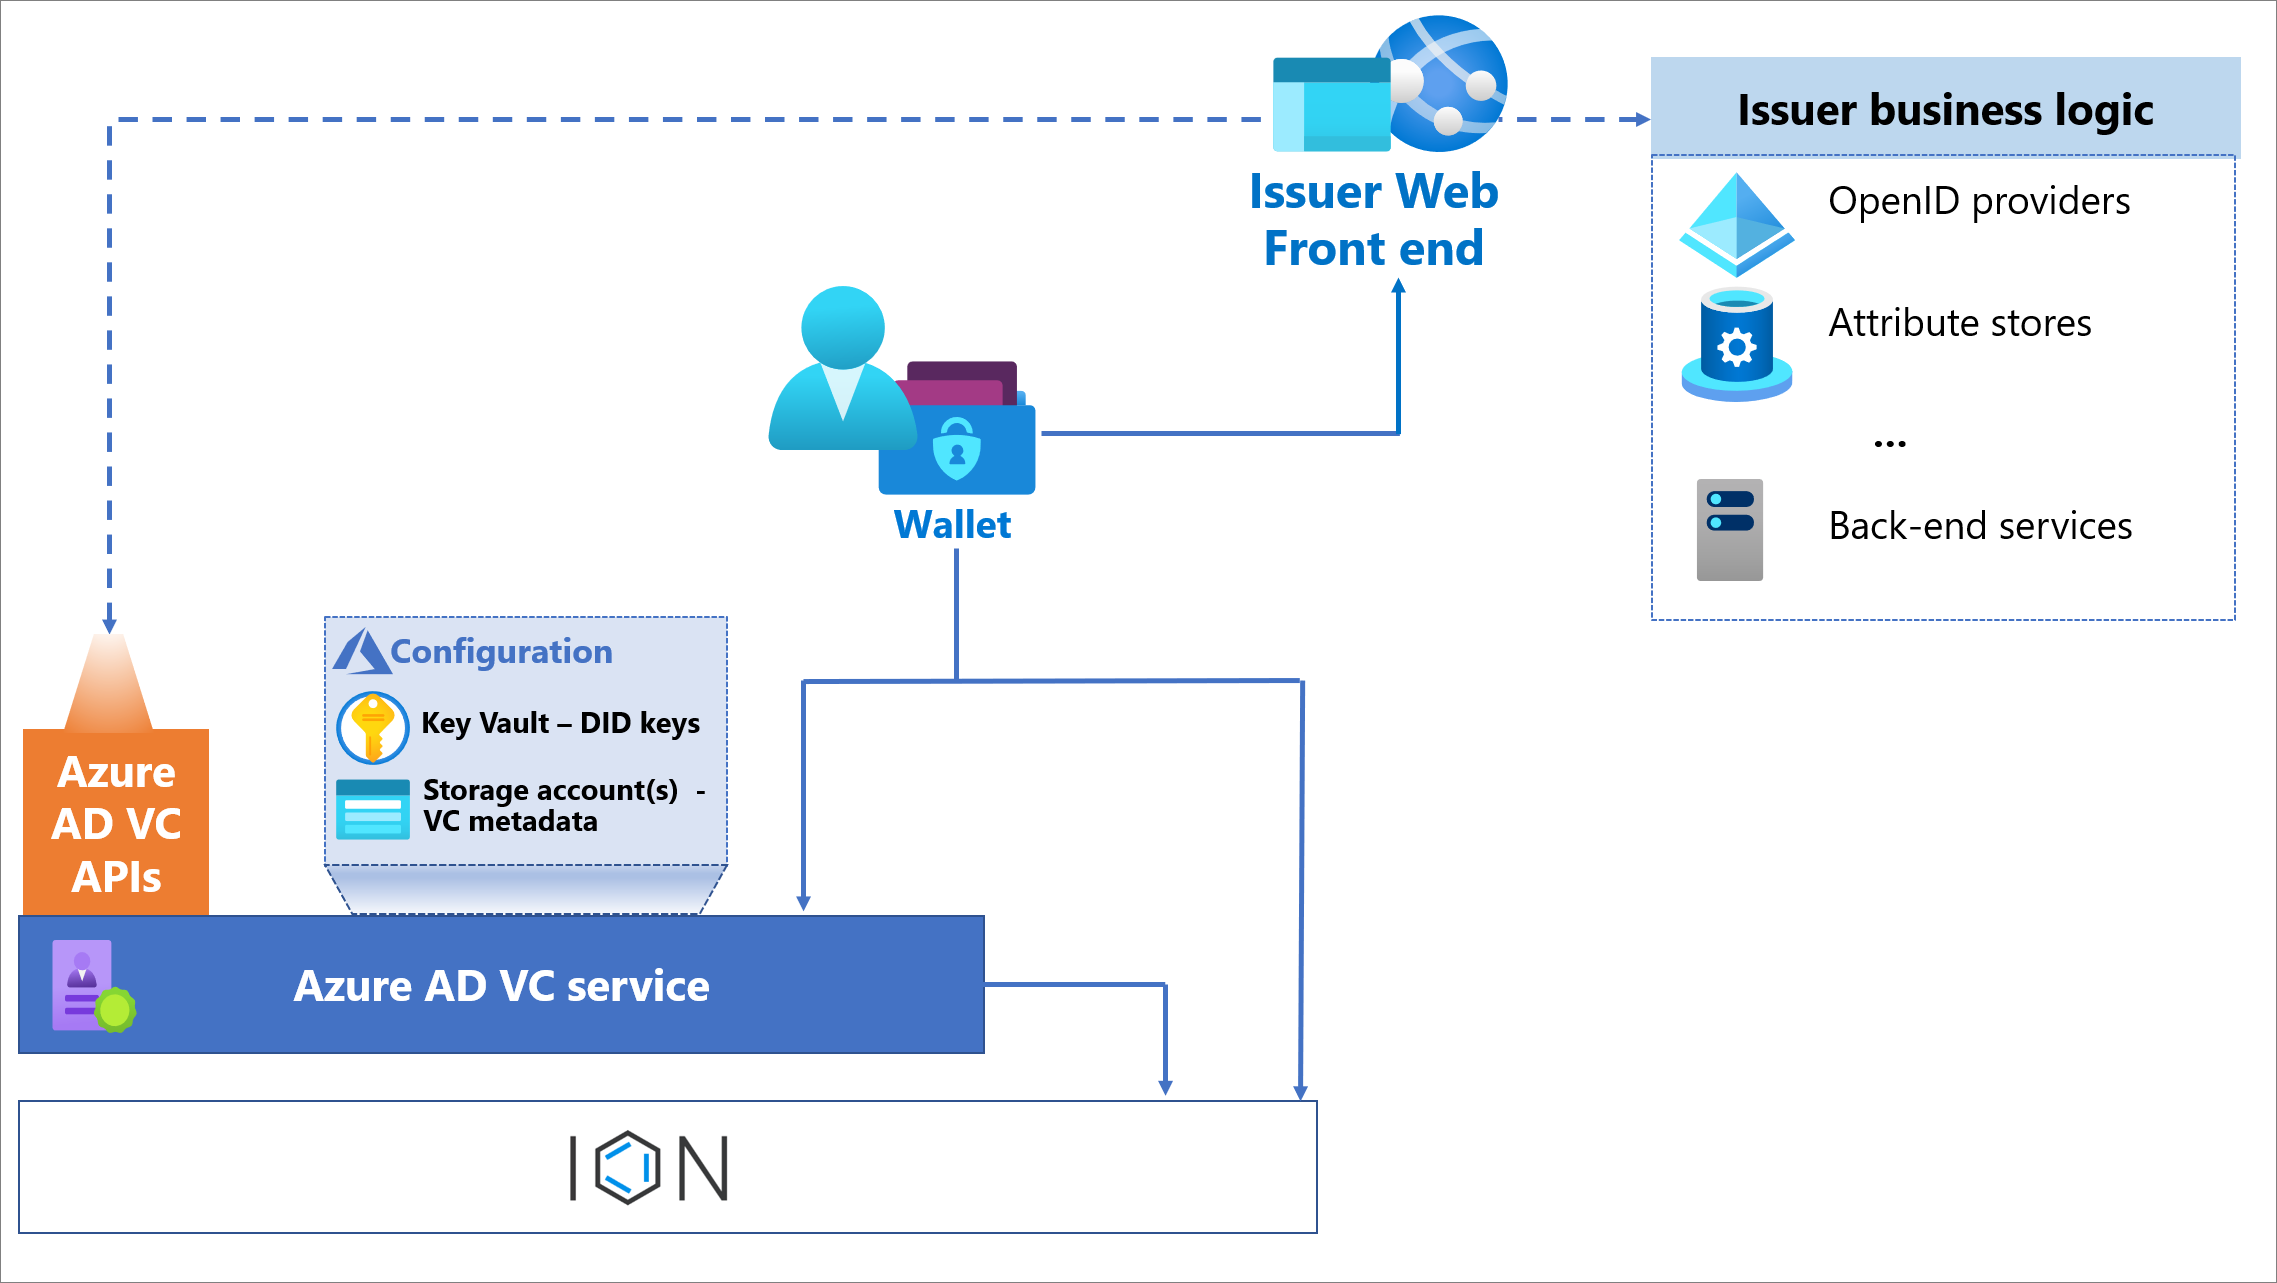 Issuer Web
Front end
Issuer business logic
OpenID providers
Attribute stores
...
Back-end services
Wallet
Configuration
Key Vault – DID keys
Storage account(s) -
VC metadata
Azure
AD VC
APIs
Azure AD VC service
ION